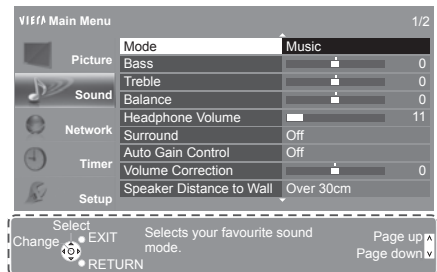 VIERA Main Menu 1/2
Picture
Sound
Network
Timer
Setup
Mode Music
Bass 0
Treble 0
Balance 0
Headphone Volume 11
Surround Off
Auto Gain Control Off
Volume Correction 0
Speaker Distance to Wall Over 30cm
Select
Change
EXIT
RETURN
Selects your favourite sound
mode.
Page up
Page down